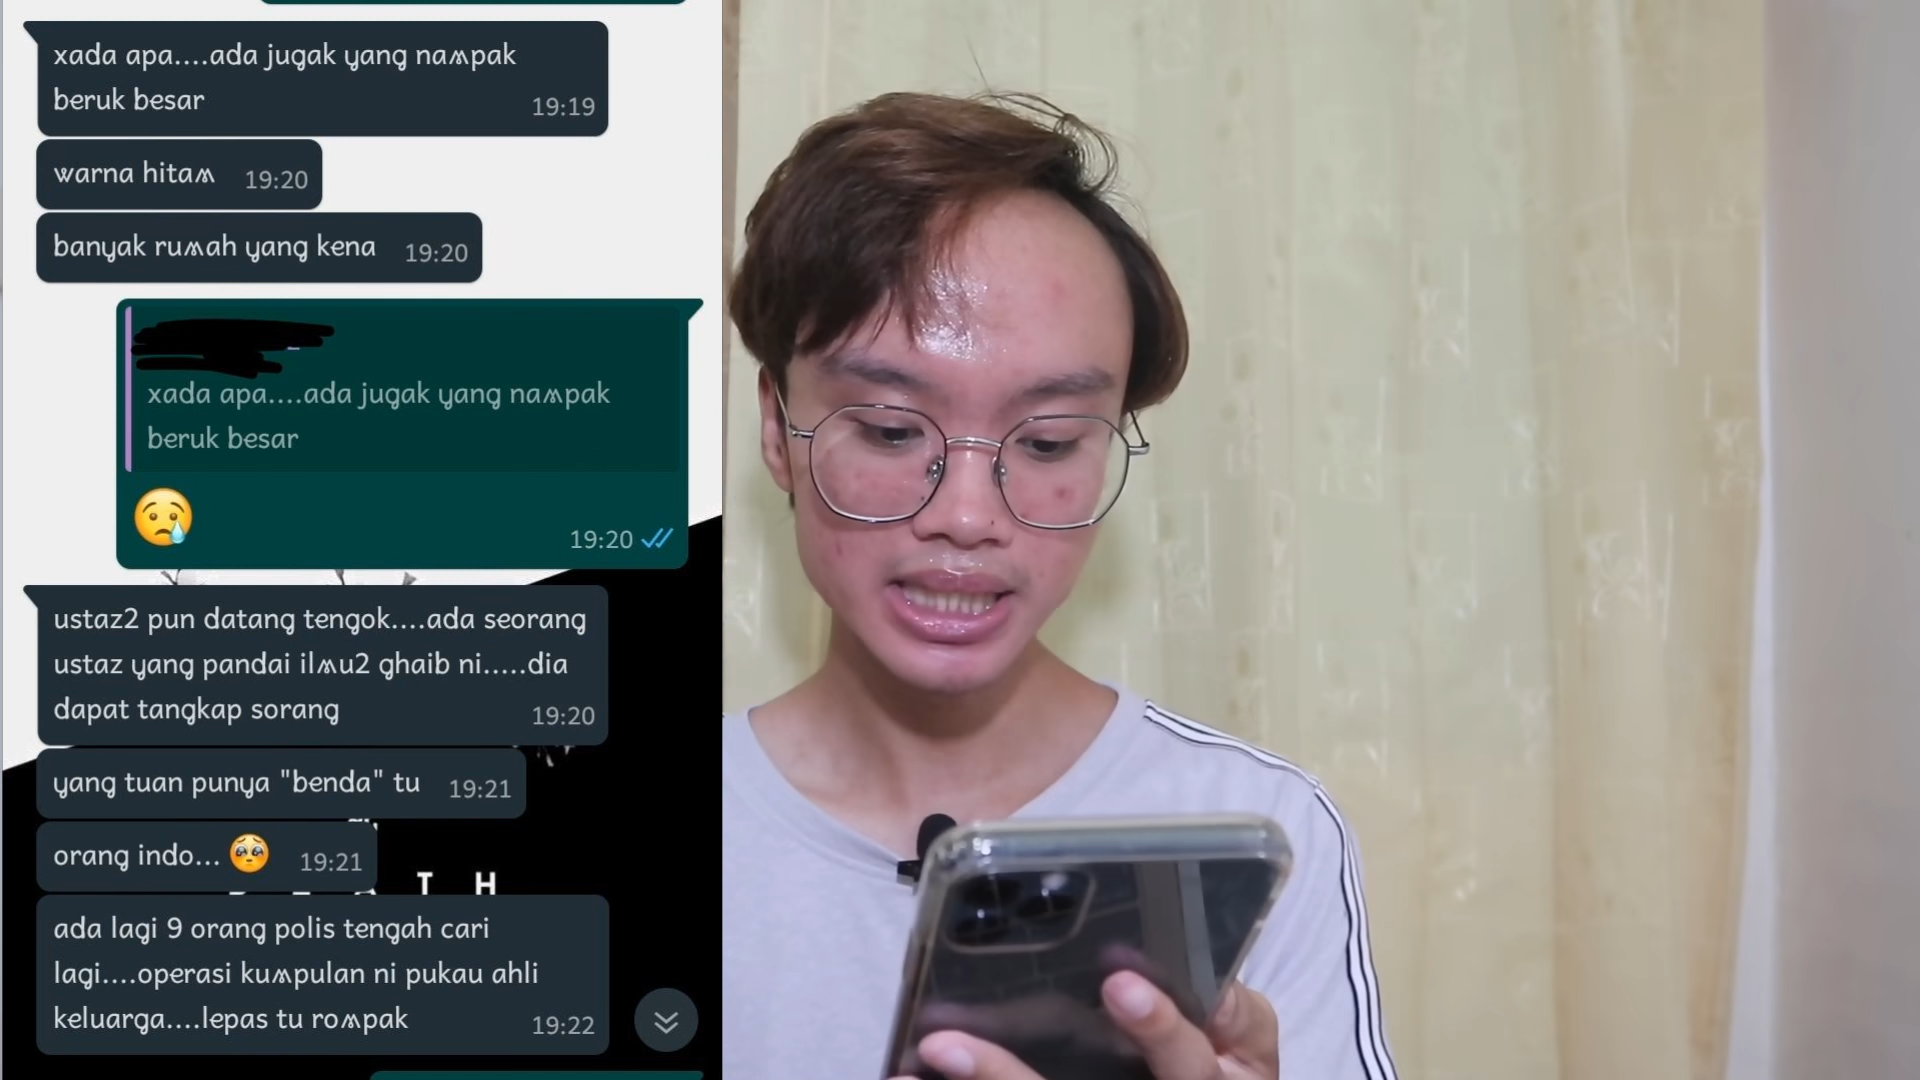 xada apa....ada jugak yang nampak
beruk besar
19:19
warna hitam 19:20
banyak rumah yang kena 19:20
xada apa....ada jugak yang nampak
beruk besar
19:20
ustaz2 pun datang tengok....ada seorang
ustaz yang pandai ilmu2 ghaib ni.....dia
dapat tangkap sorang 19:20
yang tuan punya "benda" tu 19:21
orang indo... 🥺 19:21
T H
ada lagi 9 orang polis tengah cari
lagi....operasi kumpulan ni pukau ahli
keluarga....lepas tu rompak 19:22